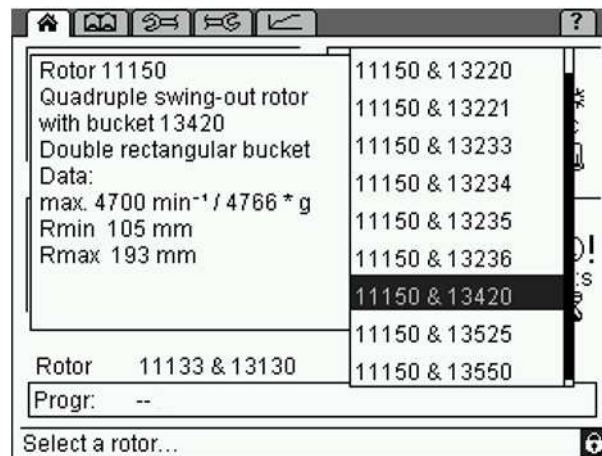 ?
Rotor 11150
Quadruple swing-out rotor
with bucket 13420
Double rectangular bucket
Data:
max. 4700 min⁻¹ / 4766 * g
Rmin 105 mm
Rmax 193 mm
11150 & 13220
11150 & 13221
11150 & 13233
11150 & 13234
11150 & 13235
11150 & 13236
11150 & 13420
11150 & 13525
11150 & 13550
Rotor 11133 & 13130
Progr: --
Select a rotor...